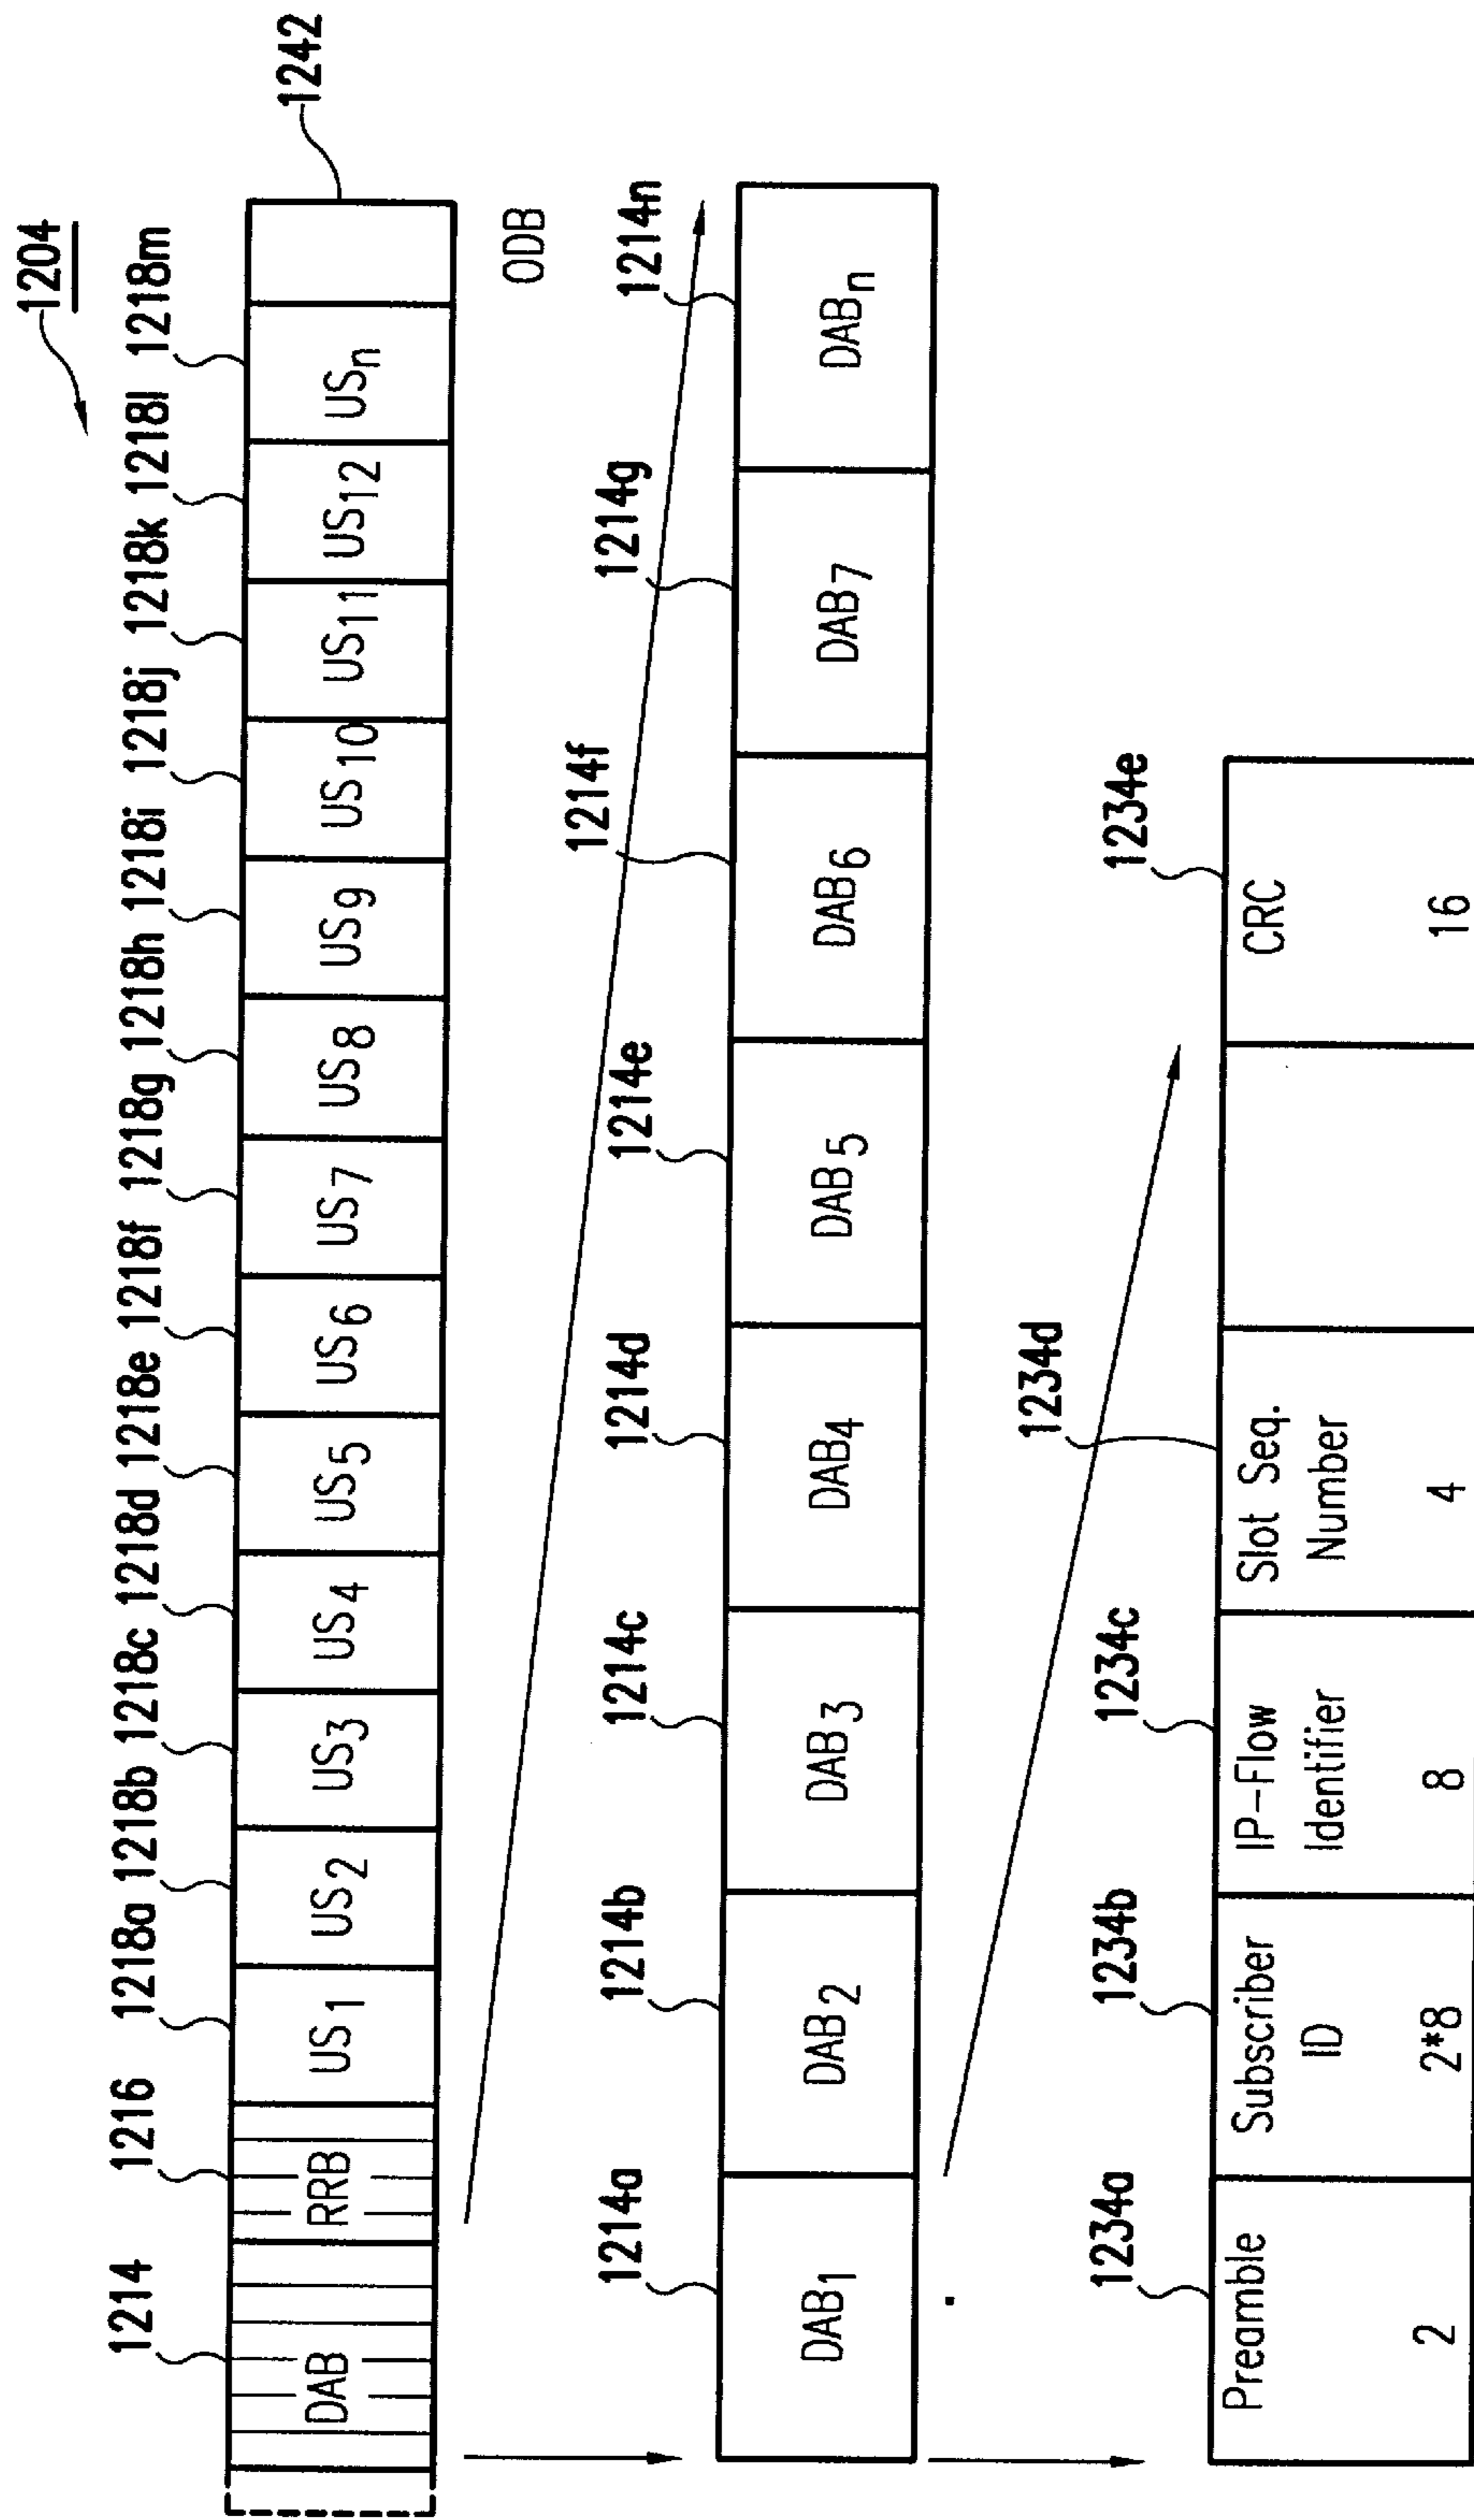 1204
1214 1216 1218a 1218b 1218c 1218d 1218e 1218f 1218g 1218h 1218i 1218j 1218k 1218l 1218m
1242
DAB RRB US1 US2 US3 US4 US5 US6 US7 US8 US9 US10 US11 US12 USn
ODB
1214a 1214b 1214c 1214d 1214e 1214f 1214g 1214n
DAB1 DAB2 DAB3 DAB4 DAB5 DAB6 DAB7 DABn
1234a 1234b 1234c 1234d 1234e
Preamble Subscriber IP-Flow Slot Seq. CRC
ID Identifier Number
2 2*8 8 4 16